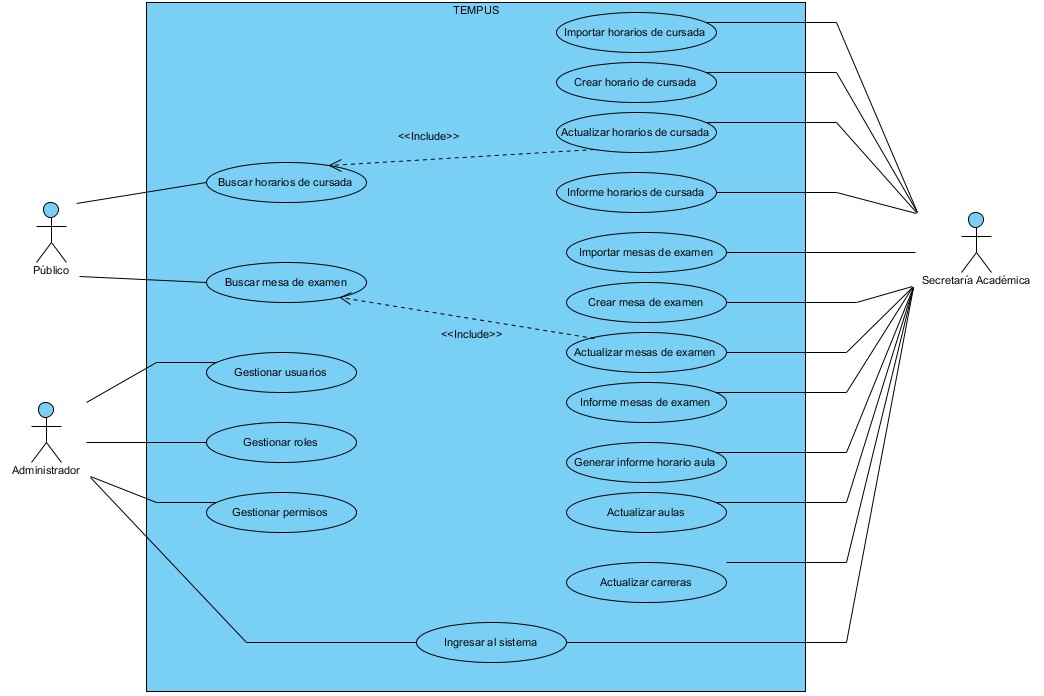 TEMPUS
Importar horarios de cursada
Crear horario de cursada
Actualizar horarios de cursada
<<Include>>
Buscar horarios de cursada
Informe horarios de cursada
Público
Importar mesas de examen
Secretaría Académica
Buscar mesa de examen
Crear mesa de examen
<<Include>>
Actualizar mesas de examen
Gestionar usuarios
Informe mesas de examen
Gestionar roles
Generar informe horario aula
Administrador
Gestionar permisos
Actualizar aulas
Actualizar carreras
Ingresar al sistema